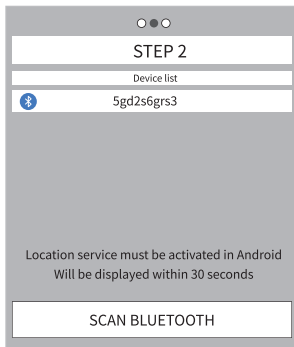 STEP 2
Device list
5gd2s6grs3
Location service must be activated in Android
Will be displayed within 30 seconds
SCAN BLUETOOTH